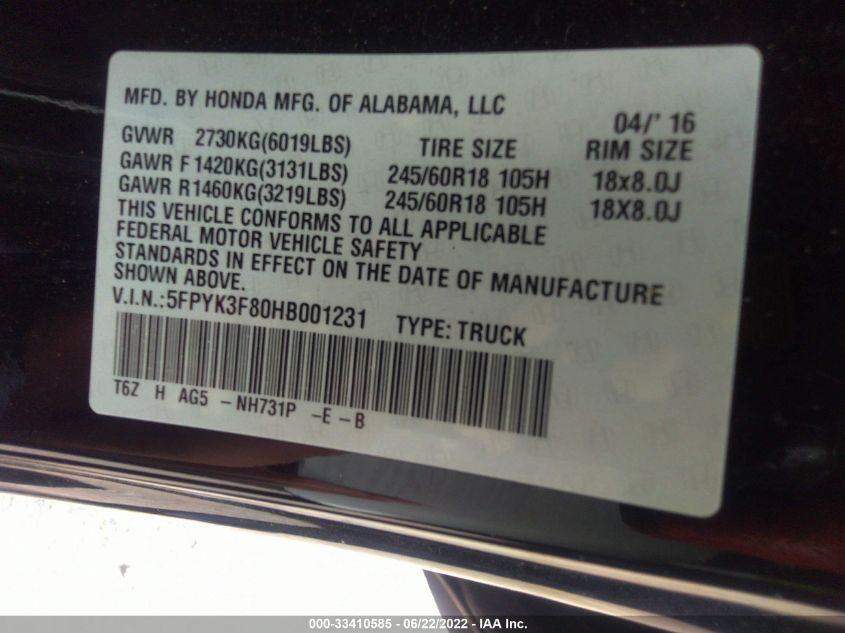 MFD. BY HONDA MFG. OF ALABAMA, LLC 04/' 16
GVWR 2730KG(6019LBS) TIRE SIZE RIM SIZE
GAWR F 1420KG(3131LBS) 245/60R18 105H 18x8.0J
GAWR R1460KG(3219LBS) 245/60R18 105H 18X8.0J
THIS VEHICLE CONFORMS TO ALL APPLICABLE
FEDERAL MOTOR VEHICLE SAFETY
STANDARDS IN EFFECT ON THE DATE OF MANUFACTURE
SHOWN ABOVE.
V.I.N.:5FPYK3F80HB001231 TYPE: TRUCK
T6Z H AG5 – NH731P –E – B
000-33410585 - 06/22/2022 - IAA Inc.